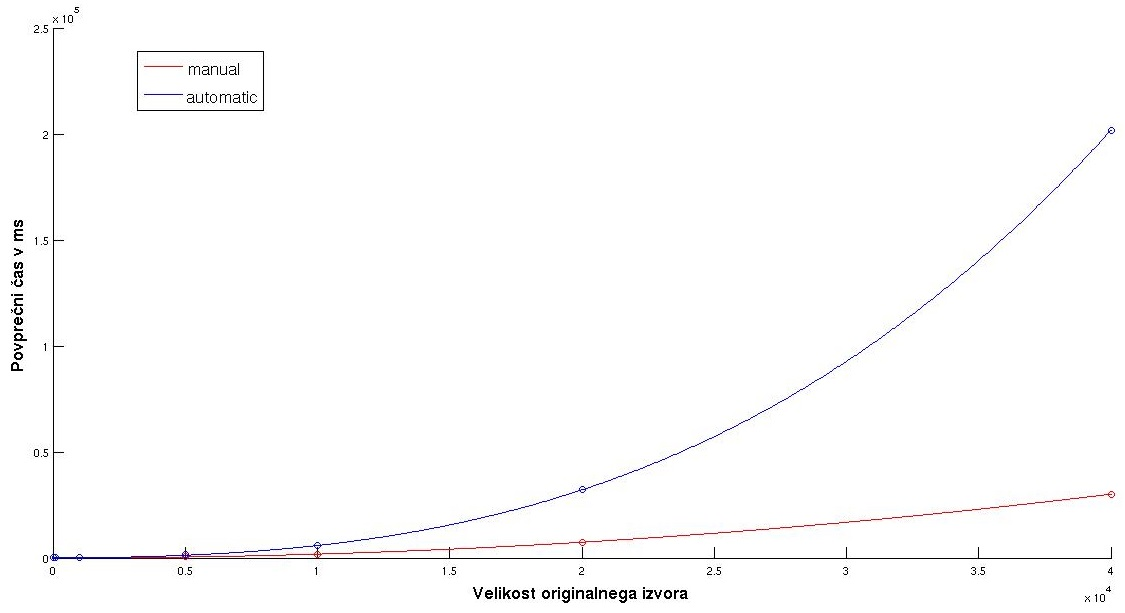 x 10^5
2.5
2
1.5
1
0.5
0
manual
automatic
Povprečni čas v ms
0 0.5 1 1.5 2 2.5 3 3.5 4
x 10^4
Velikost originalnega izvora